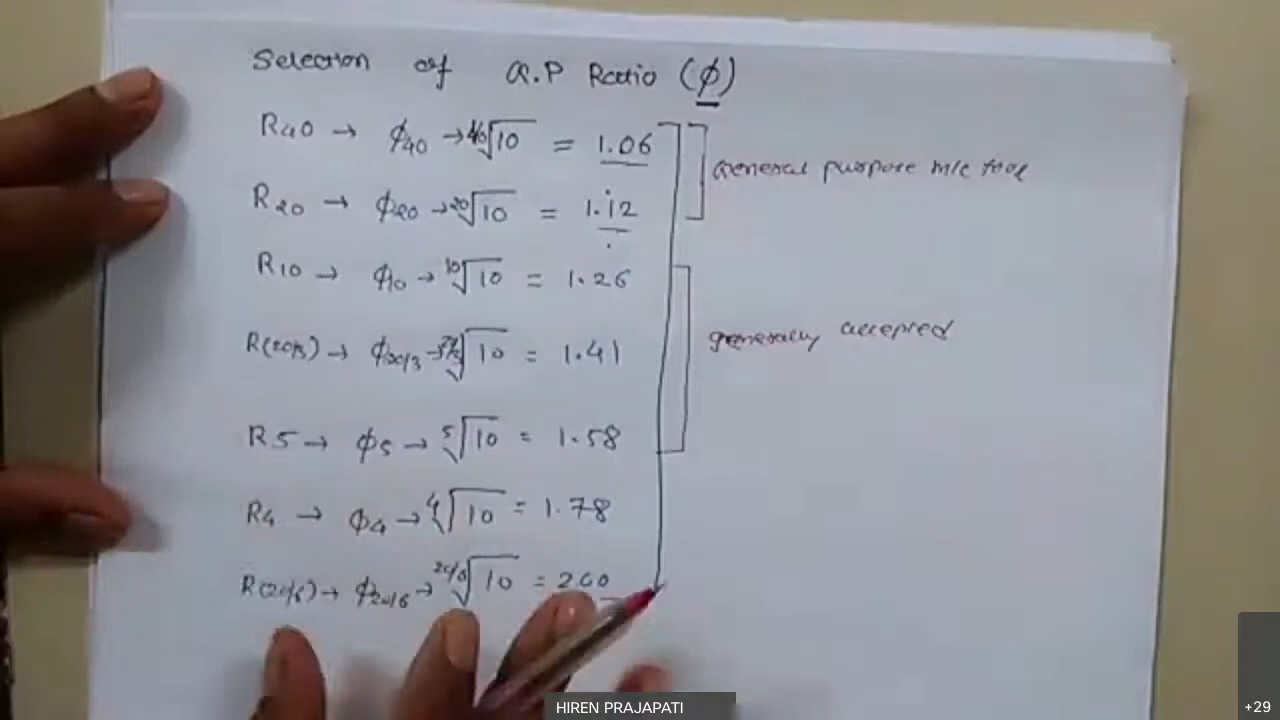 Selection of G.P Ratio (ϕ)
R40 → ϕ40 → ⁴⁰√10 = 1.06
General purpose m/c tool
R20 → ϕ20 → ²⁰√10 = 1.12
R10 → ϕ10 → ¹⁰√10 = 1.26
R(20/3) → ϕ20/3 → ²⁰/³√10 = 1.41
generally accepted
R5 → ϕ5 → ⁵√10 = 1.58
R4 → ϕ4 → ⁴√10 = 1.78
R(20/6) → ϕ20/6 → ²⁰/⁶√10 = 2.00
HIREN PRAJAPATI
+29